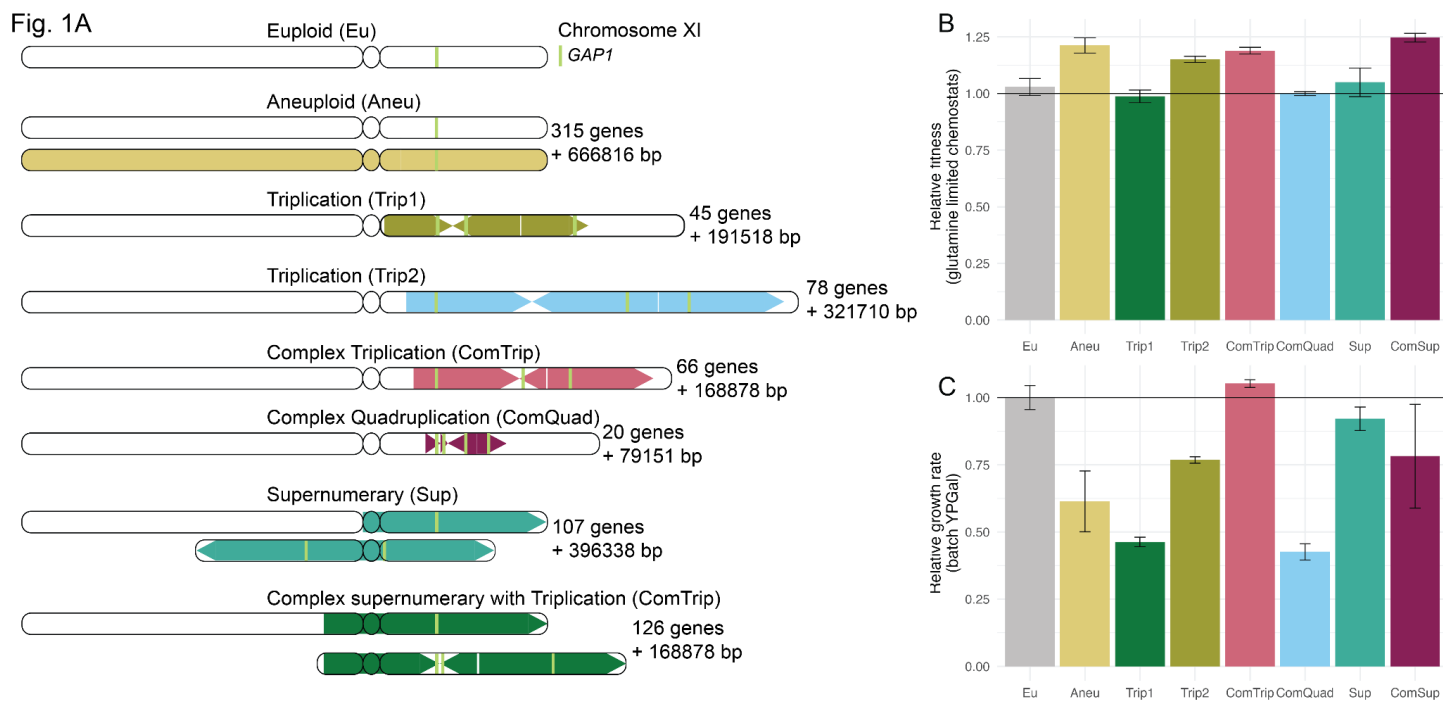 Fig. 1A
Euploid (Eu)
Chromosome XI
GAP1
Aneuploid (Aneu)
315 genes
+ 666816 bp
Triplication (Trip1)
45 genes
+ 191518 bp
Triplication (Trip2)
78 genes
+ 321710 bp
Complex Triplication (ComTrip)
66 genes
+ 168878 bp
Complex Quadruplication (ComQuad)
20 genes
+ 79151 bp
Supernumerary (Sup)
107 genes
+ 396338 bp
Complex supernumerary with Triplication (ComTrip)
126 genes
+ 168878 bp
B
Relative fitness
(glutamine limited chemostats)
1.25
1.00
0.75
0.50
0.25
0.00
Eu Aneu Trip1 Trip2 ComTrip ComQuad Sup ComSup
C
Relative growth rate
(batch YPGal)
1.00
0.75
0.50
0.25
0.00
Eu Aneu Trip1 Trip2 ComTrip ComQuad Sup ComSup